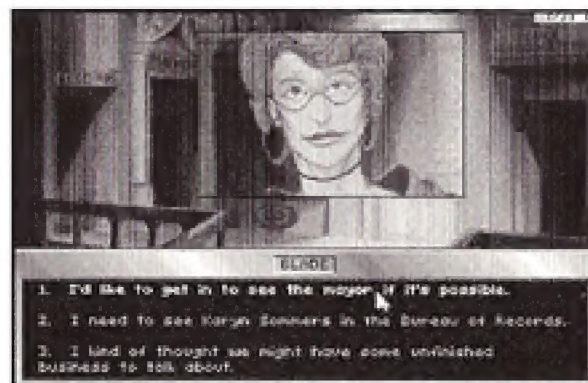 BLADE
1. I'd like to get in to see the mayor if it's possible.
2. I need to see Karyn Sommers in the Bureau of Records.
3. I kind of thought we might have some unfinished
business to talk about.